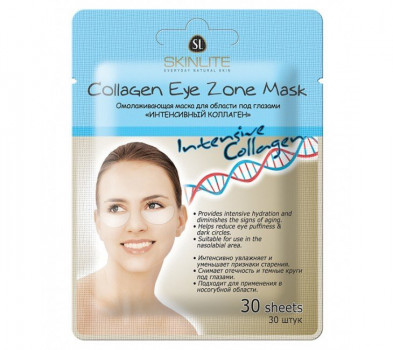 SL
SKINLITE
EVERYDAY NATURAL SKIN
Collagen Eye Zone Mask
Омолаживающая маска для области под глазами
«ИНТЕНСИВНЫЙ КОЛЛАГЕН»
Intensive
Collagen
• Provides intensive hydration and
diminishes the signs of aging.
• Helps reduce eye puffiness &
dark circles.
• Suitable for use in the
nasolabial area.
• Интенсивно увлажняет и
уменьшает признаки старения.
• Снимает отечность и темные круги
под глазами.
• Подходит для применения в
носогубной области.
30 sheets
30 штук